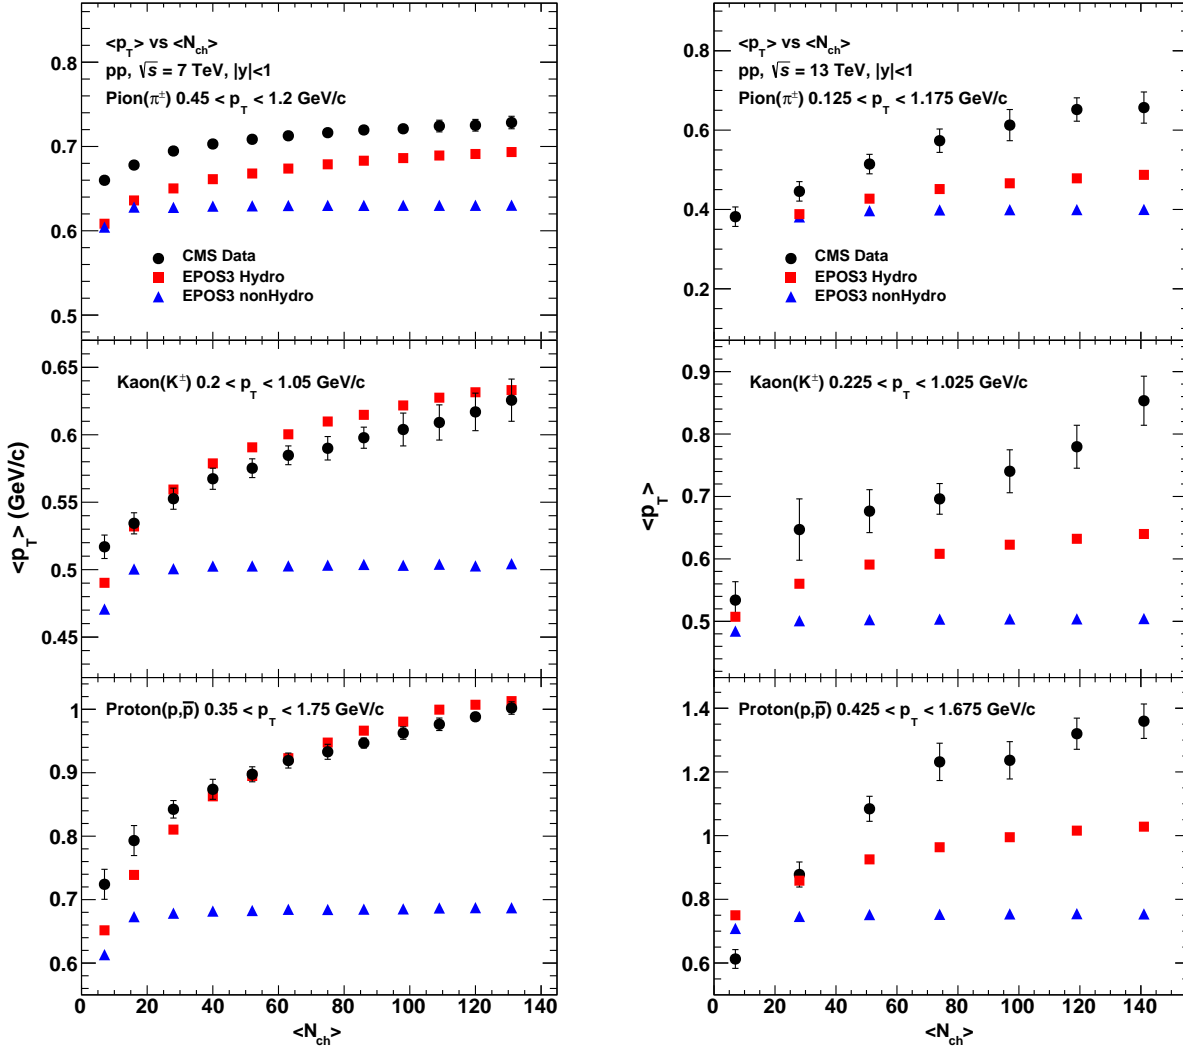 <p_T> vs <N_ch>
pp, √s = 7 TeV, |y|<1
Pion(π±) 0.45 < p_T < 1.2 GeV/c
CMS Data
EPOS3 Hydro
EPOS3 nonHydro
0.8
0.7
0.6
0.5
Kaon(K±) 0.2 < p_T < 1.05 GeV/c
0.65
0.6
0.55
0.5
0.45
<p_T> (GeV/c)
Proton(p,p̅) 0.35 < p_T < 1.75 GeV/c
1
0.9
0.8
0.7
0.6
0 20 40 60 80 100 120 140
<N_ch>
<p_T> vs <N_ch>
pp, √s = 13 TeV, |y|<1
Pion(π±) 0.125 < p_T < 1.175 GeV/c
CMS Data
EPOS3 Hydro
EPOS3 nonHydro
0.8
0.6
0.4
0.2
Kaon(K±) 0.225 < p_T < 1.025 GeV/c
0.9
0.8
0.7
0.6
0.5
<p_T>
Proton(p,p̅) 0.425 < p_T < 1.675 GeV/c
1.4
1.2
1
0.8
0.6
0 20 40 60 80 100 120 140
<N_ch>